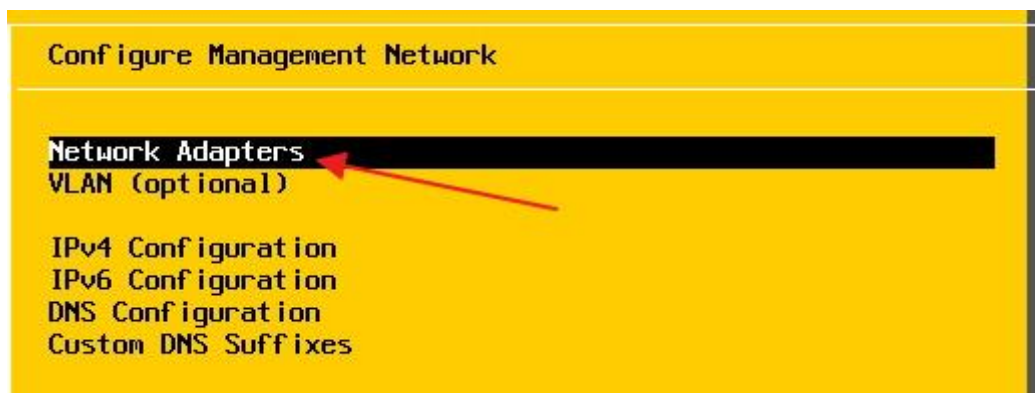 Configure Management Network
Network Adapters
VLAN (optional)
IPv4 Configuration
IPv6 Configuration
DNS Configuration
Custom DNS Suffixes